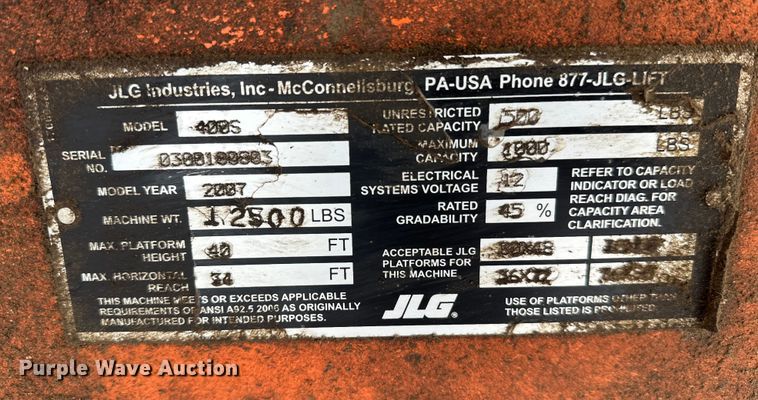 JLG Industries, Inc - McConnellsburg, PA-USA Phone 877-JLG-LIFT
MODEL 400S
SERIAL NO. 0300100803
MODEL YEAR 2007
MACHINE WT. 12500 LBS
MAX. PLATFORM HEIGHT 40 FT
MAX. HORIZONTAL REACH 34 FT
THIS MACHINE MEETS OR EXCEEDS APPLICABLE
REQUIREMENTS OF ANSI A92.5 2006 AS ORIGINALLY
MANUFACTURED FOR INTENDED PURPOSES.
UNRESTRICTED RATED CAPACITY 500 LBS
MAXIMUM CAPACITY 1000 LBS
ELECTRICAL SYSTEMS VOLTAGE 12
RATED GRADABILITY 45 %
REFER TO CAPACITY
INDICATOR OR LOAD
REACH DIAG. FOR
CAPACITY AREA
CLARIFICATION.
ACCEPTABLE JLG
PLATFORMS FOR
THIS MACHINE
36X72
JLG
USE OF PLATFORMS OTHER THAN
THOSE LISTED IS PROHIBITED
Purple Wave Auction